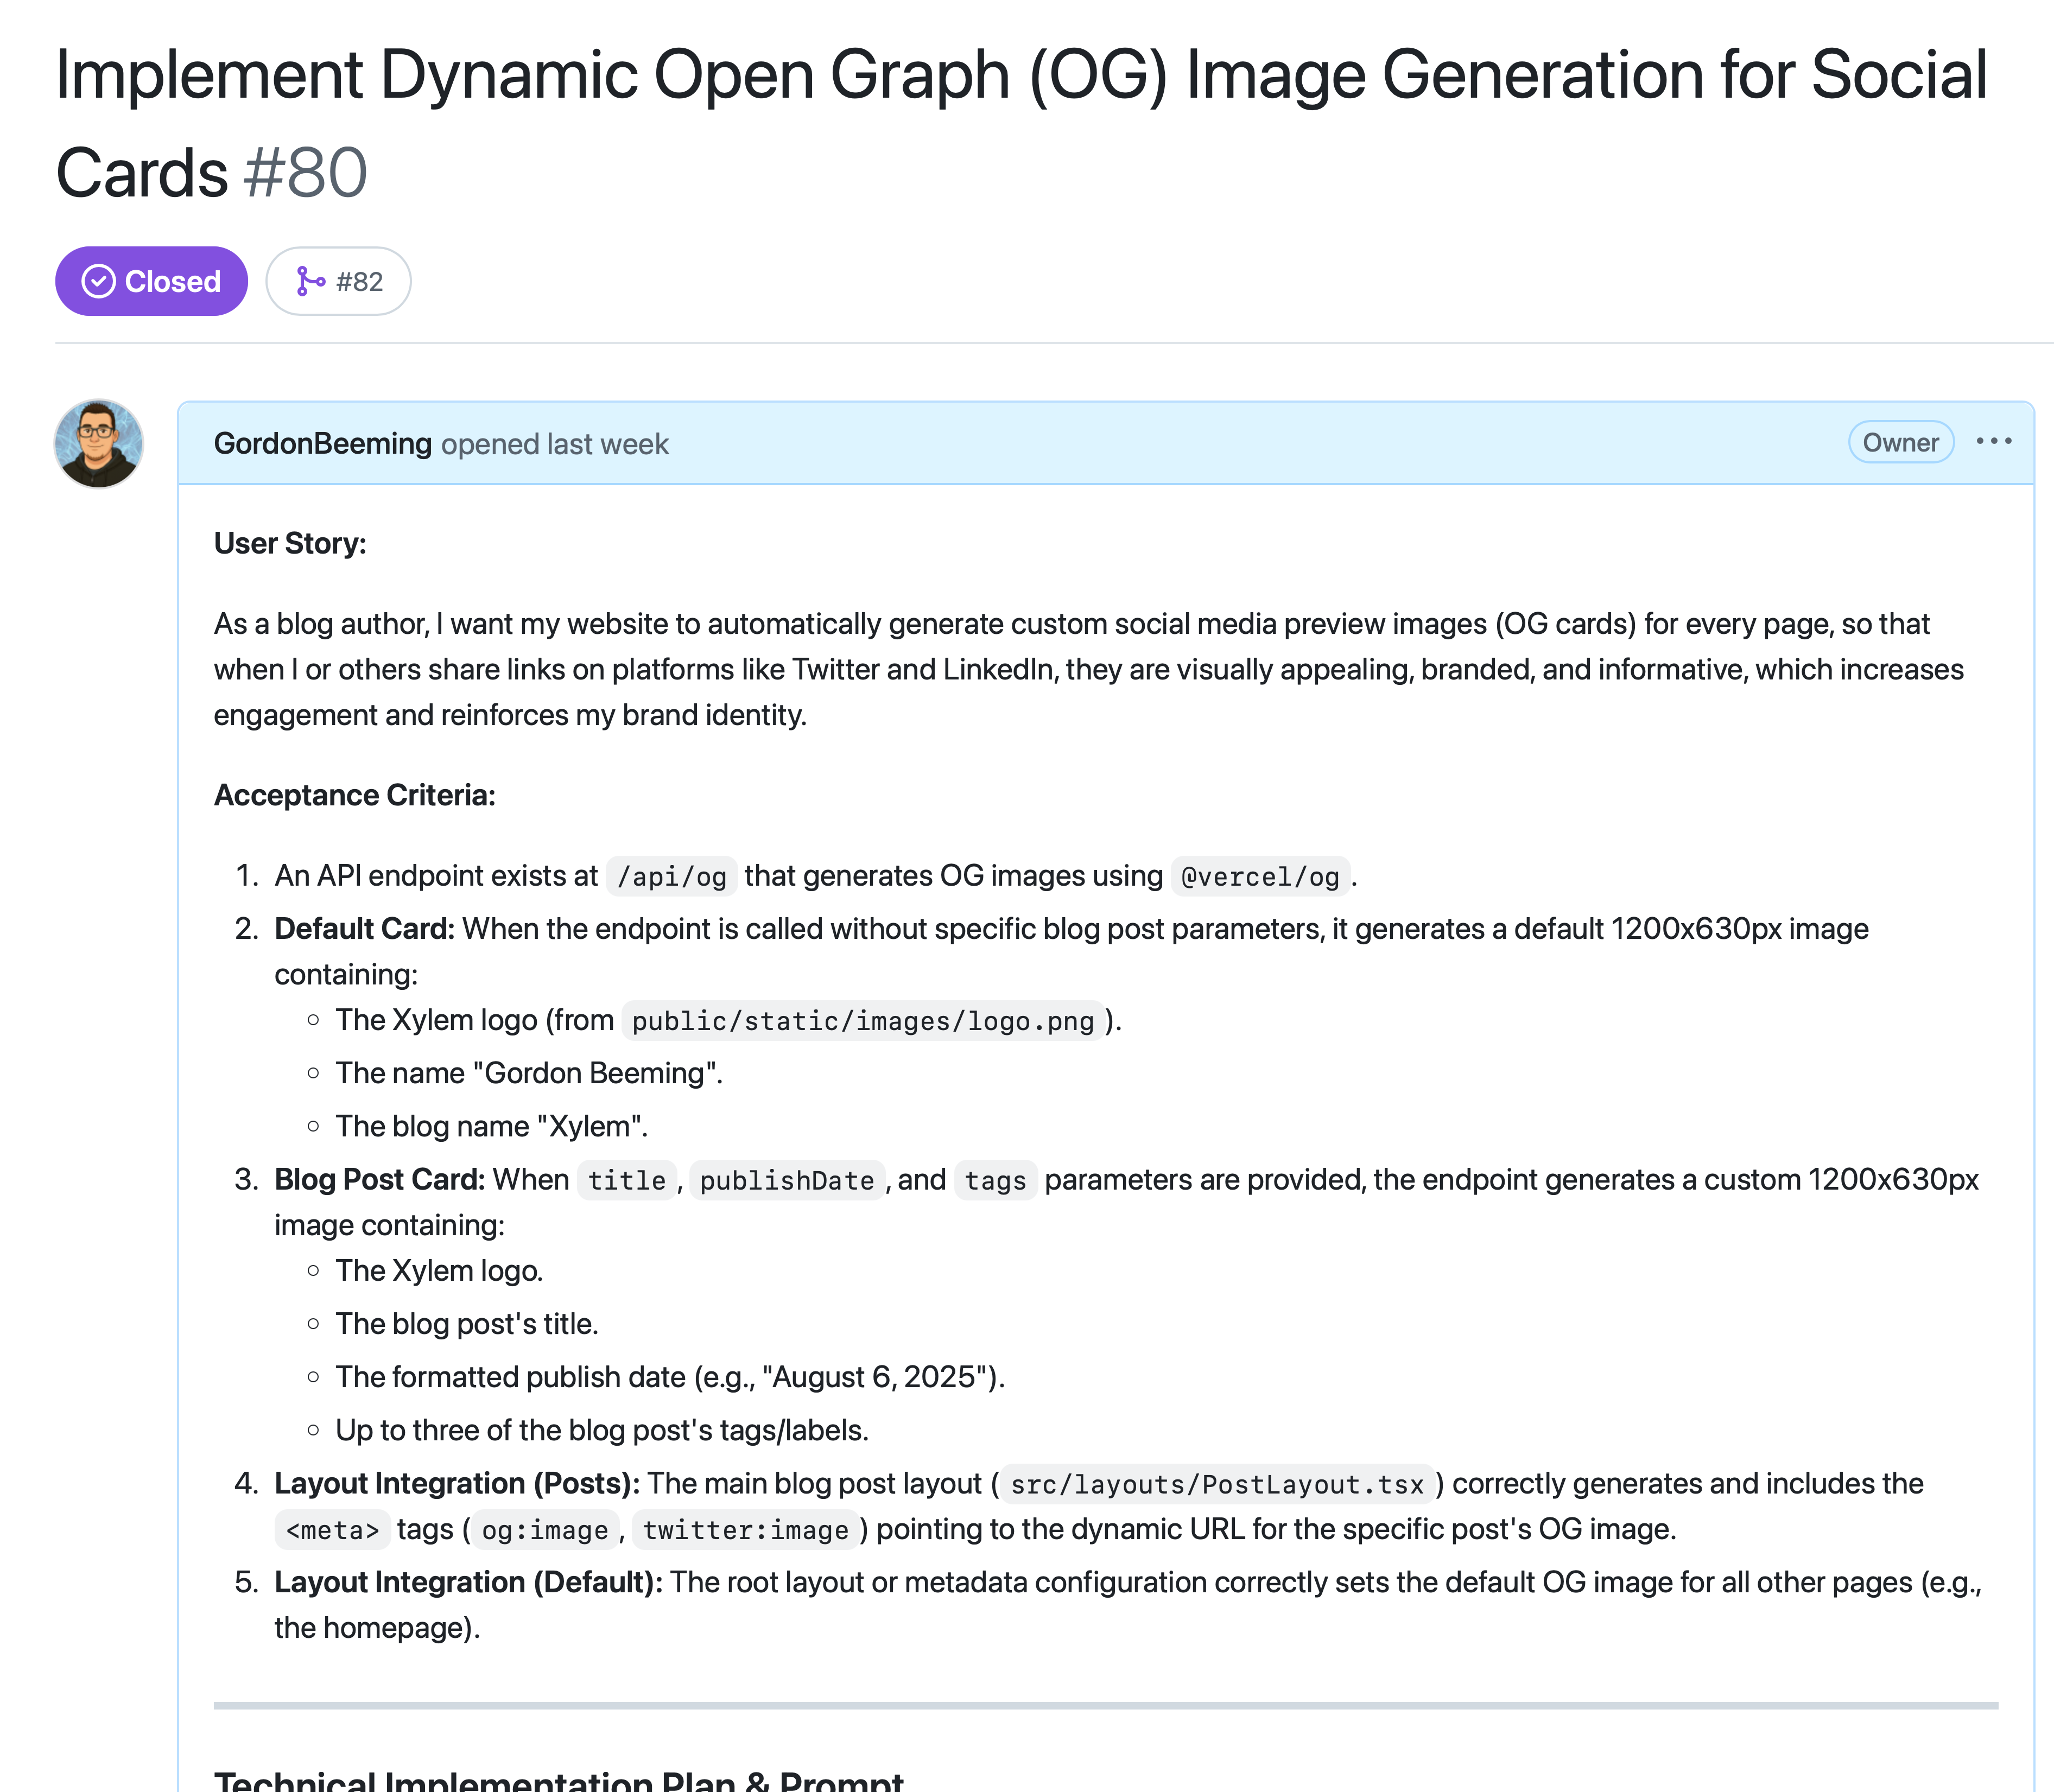 Implement Dynamic Open Graph (OG) Image Generation for Social
Cards #80
Closed
#82
GordonBeeming opened last week
Owner
User Story:
As a blog author, I want my website to automatically generate custom social media preview images (OG cards) for every page, so that
when I or others share links on platforms like Twitter and LinkedIn, they are visually appealing, branded, and informative, which increases
engagement and reinforces my brand identity.
Acceptance Criteria:
1. An API endpoint exists at /api/og that generates OG images using @vercel/og.
2. Default Card: When the endpoint is called without specific blog post parameters, it generates a default 1200x630px image
containing:
○ The Xylem logo (from public/static/images/logo.png).
○ The name "Gordon Beeming".
○ The blog name "Xylem".
3. Blog Post Card: When title, publishDate, and tags parameters are provided, the endpoint generates a custom 1200x630px
image containing:
○ The Xylem logo.
○ The blog post's title.
○ The formatted publish date (e.g., "August 6, 2025").
○ Up to three of the blog post's tags/labels.
4. Layout Integration (Posts): The main blog post layout (src/layouts/PostLayout.tsx) correctly generates and includes the
<meta> tags (og:image, twitter:image) pointing to the dynamic URL for the specific post's OG image.
5. Layout Integration (Default): The root layout or metadata configuration correctly sets the default OG image for all other pages (e.g.,
the homepage).
Technical Implementation Plan & Prompt